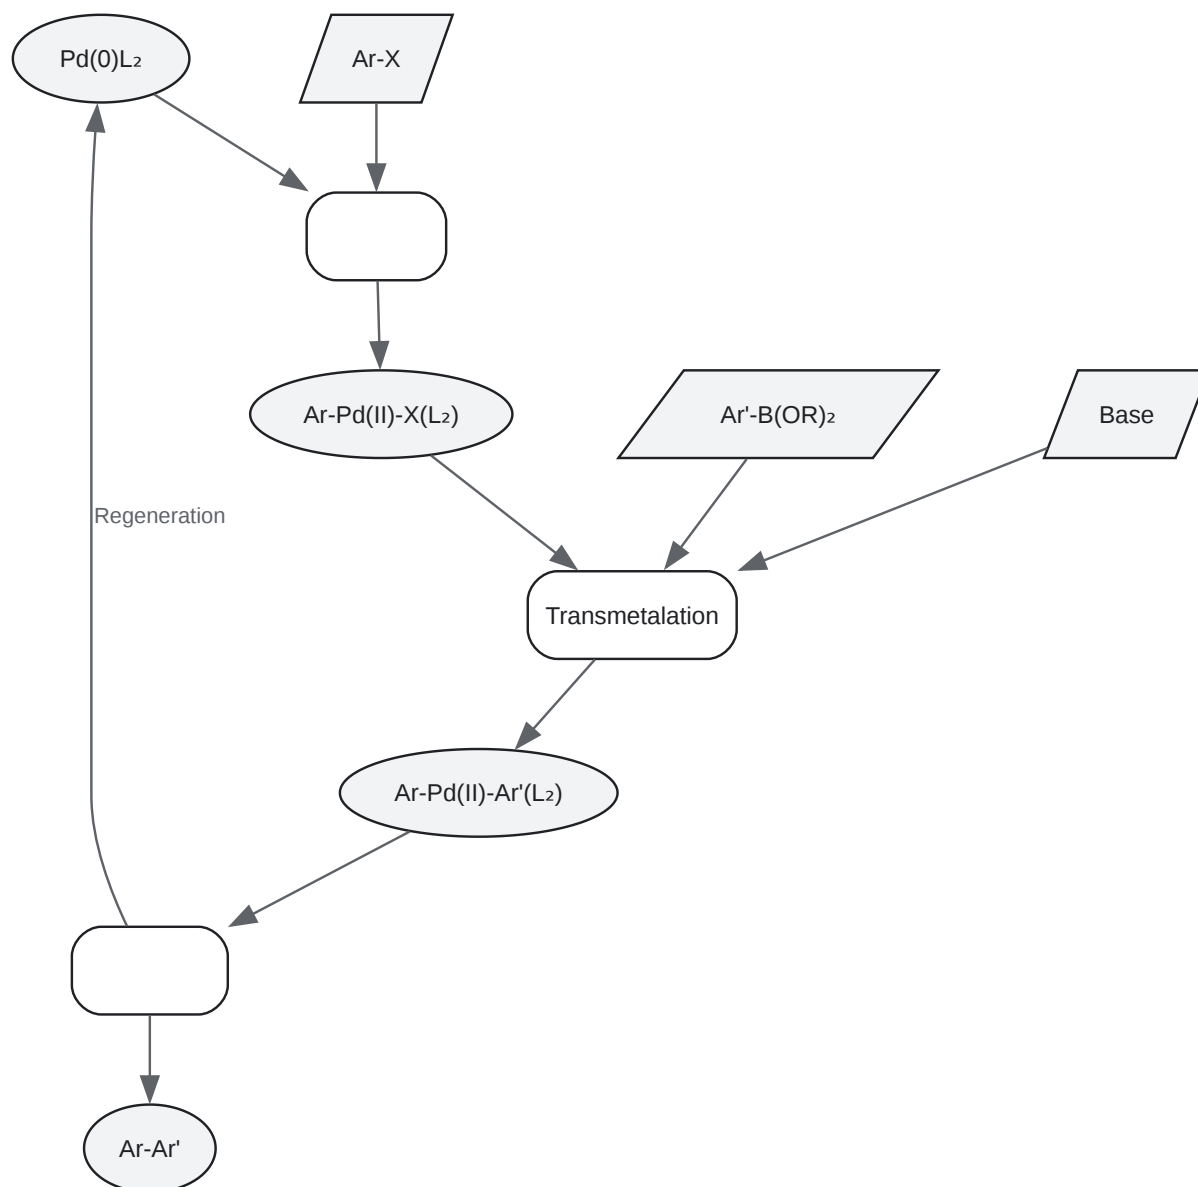 Pd(0)L₂
Ar-X
Ar-Pd(II)-X(L₂)
Ar'-B(OR)₂
Base
Regeneration
Transmetalation
Ar-Pd(II)-Ar'(L₂)
Ar-Ar'